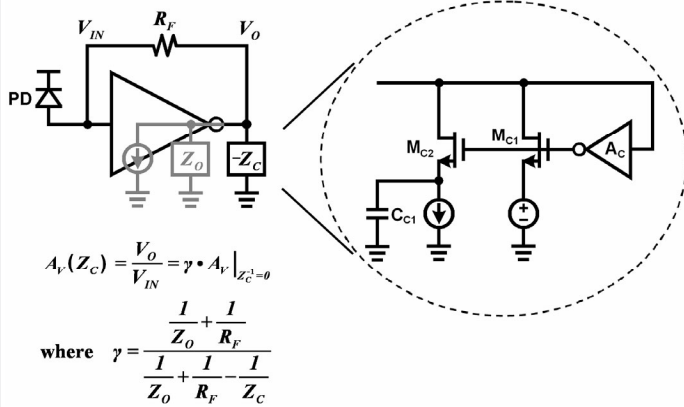 V_IN R_F V_O
PD
Z_O -Z_C
M_C2 M_C1 A_C
C_C1
+
−
A_V(Z_C) = V_O / V_IN = γ • A_V |_{Z_C^{-1}=0}
where γ = (1/Z_O + 1/R_F) / (1/Z_O + 1/R_F − 1/Z_C)